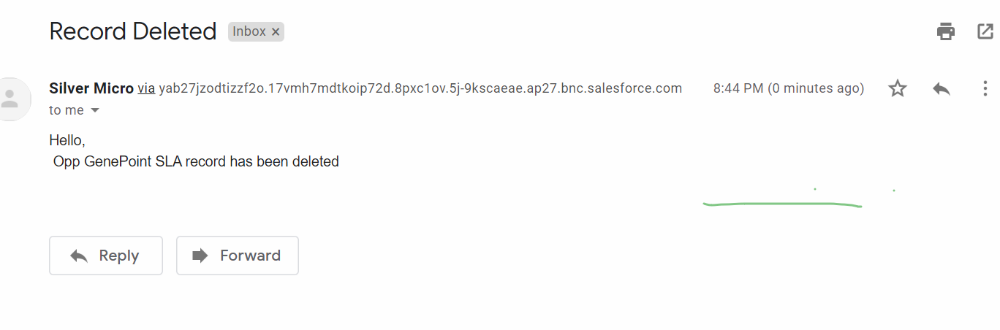 Record Deleted Inbox ×
Silver Micro via yab27jzodtizzf2o.17vmh7mdtkoip72d.8pxc1ov.5j-9kscaeae.ap27.bnc.salesforce.com 8:44 PM (0 minutes ago)
to me
Hello,
Opp GenePoint SLA record has been deleted
Reply Forward